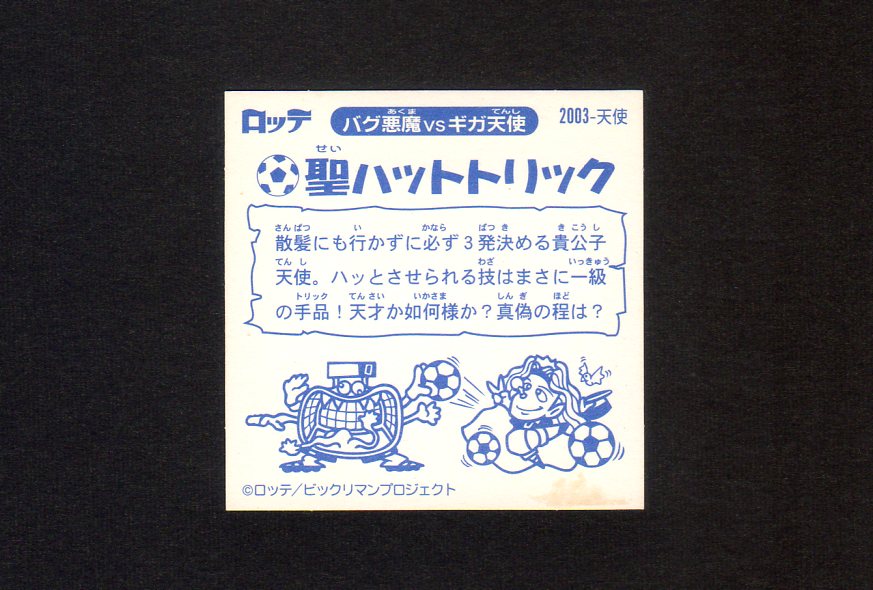 ロッテ バグ悪魔VSギガ天使 2003-天使
聖ハットトリック
散髪にも行かずに必ず3発決める貴公子
天使。ハッとさせられる技はまさに一級
の手品！天才か如何様か？真偽の程は？
0
©ロッテ/ビックリマンプロジェクト